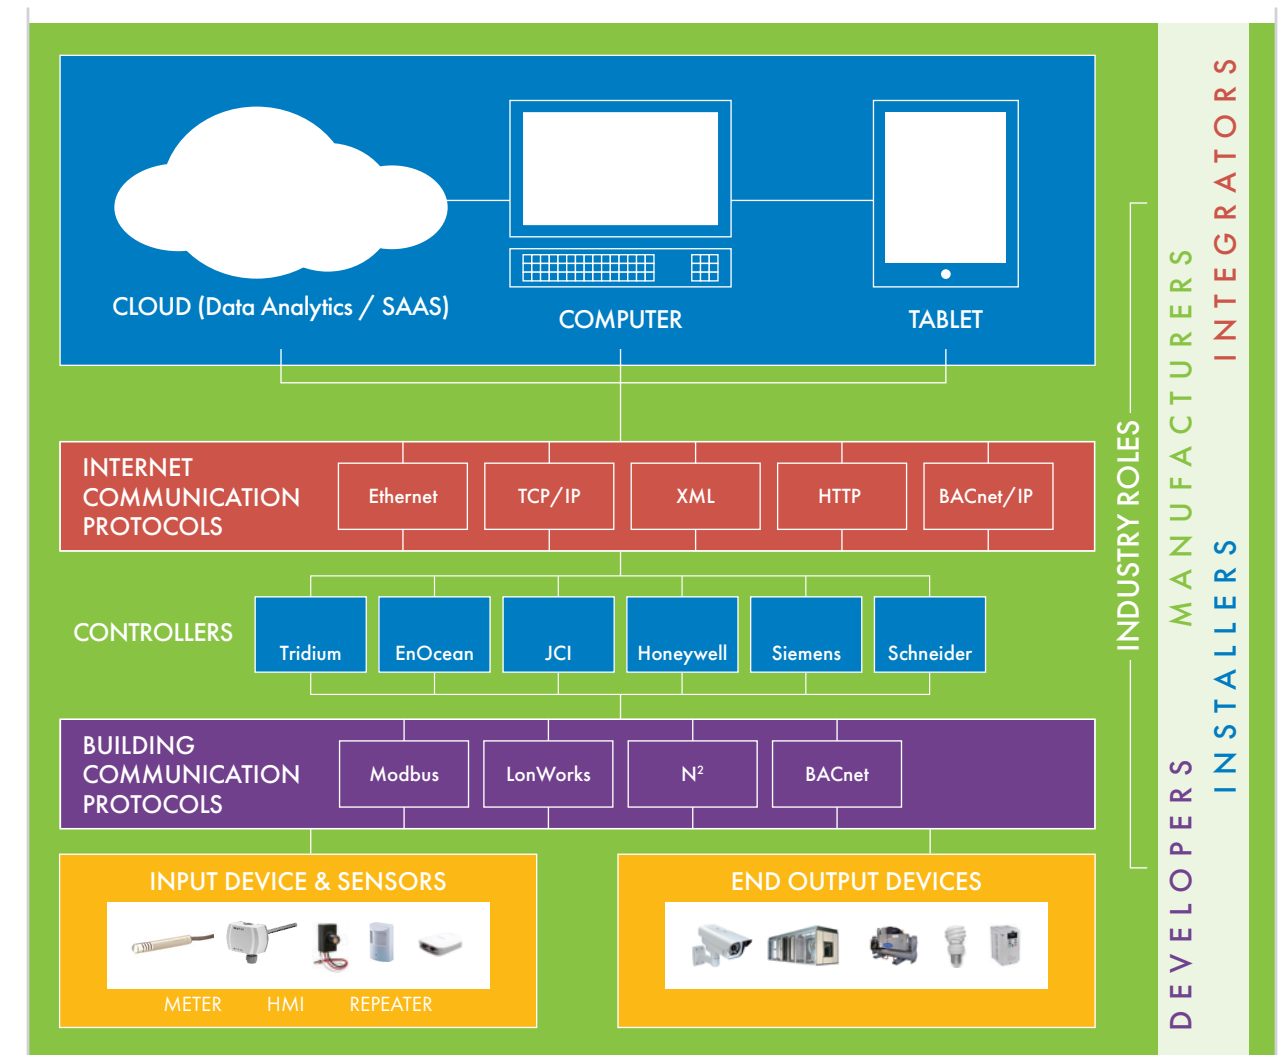 CLOUD (Data Analytics / SAAS)
COMPUTER
TABLET
INTERNET
COMMUNICATION
PROTOCOLS
Ethernet
TCP/IP
XML
HTTP
BACnet/IP
CONTROLLERS
Tridium
EnOcean
JCI
Honeywell
Siemens
Schneider
BUILDING
COMMUNICATION
PROTOCOLS
Modbus
LonWorks
N²
BACnet
INPUT DEVICE & SENSORS
METER
HMI
REPEATER
END OUTPUT DEVICES
INDUSTRY ROLES
MANUFACTURERS
INTEGRATORS
DEVELOPERS
INSTALLERS